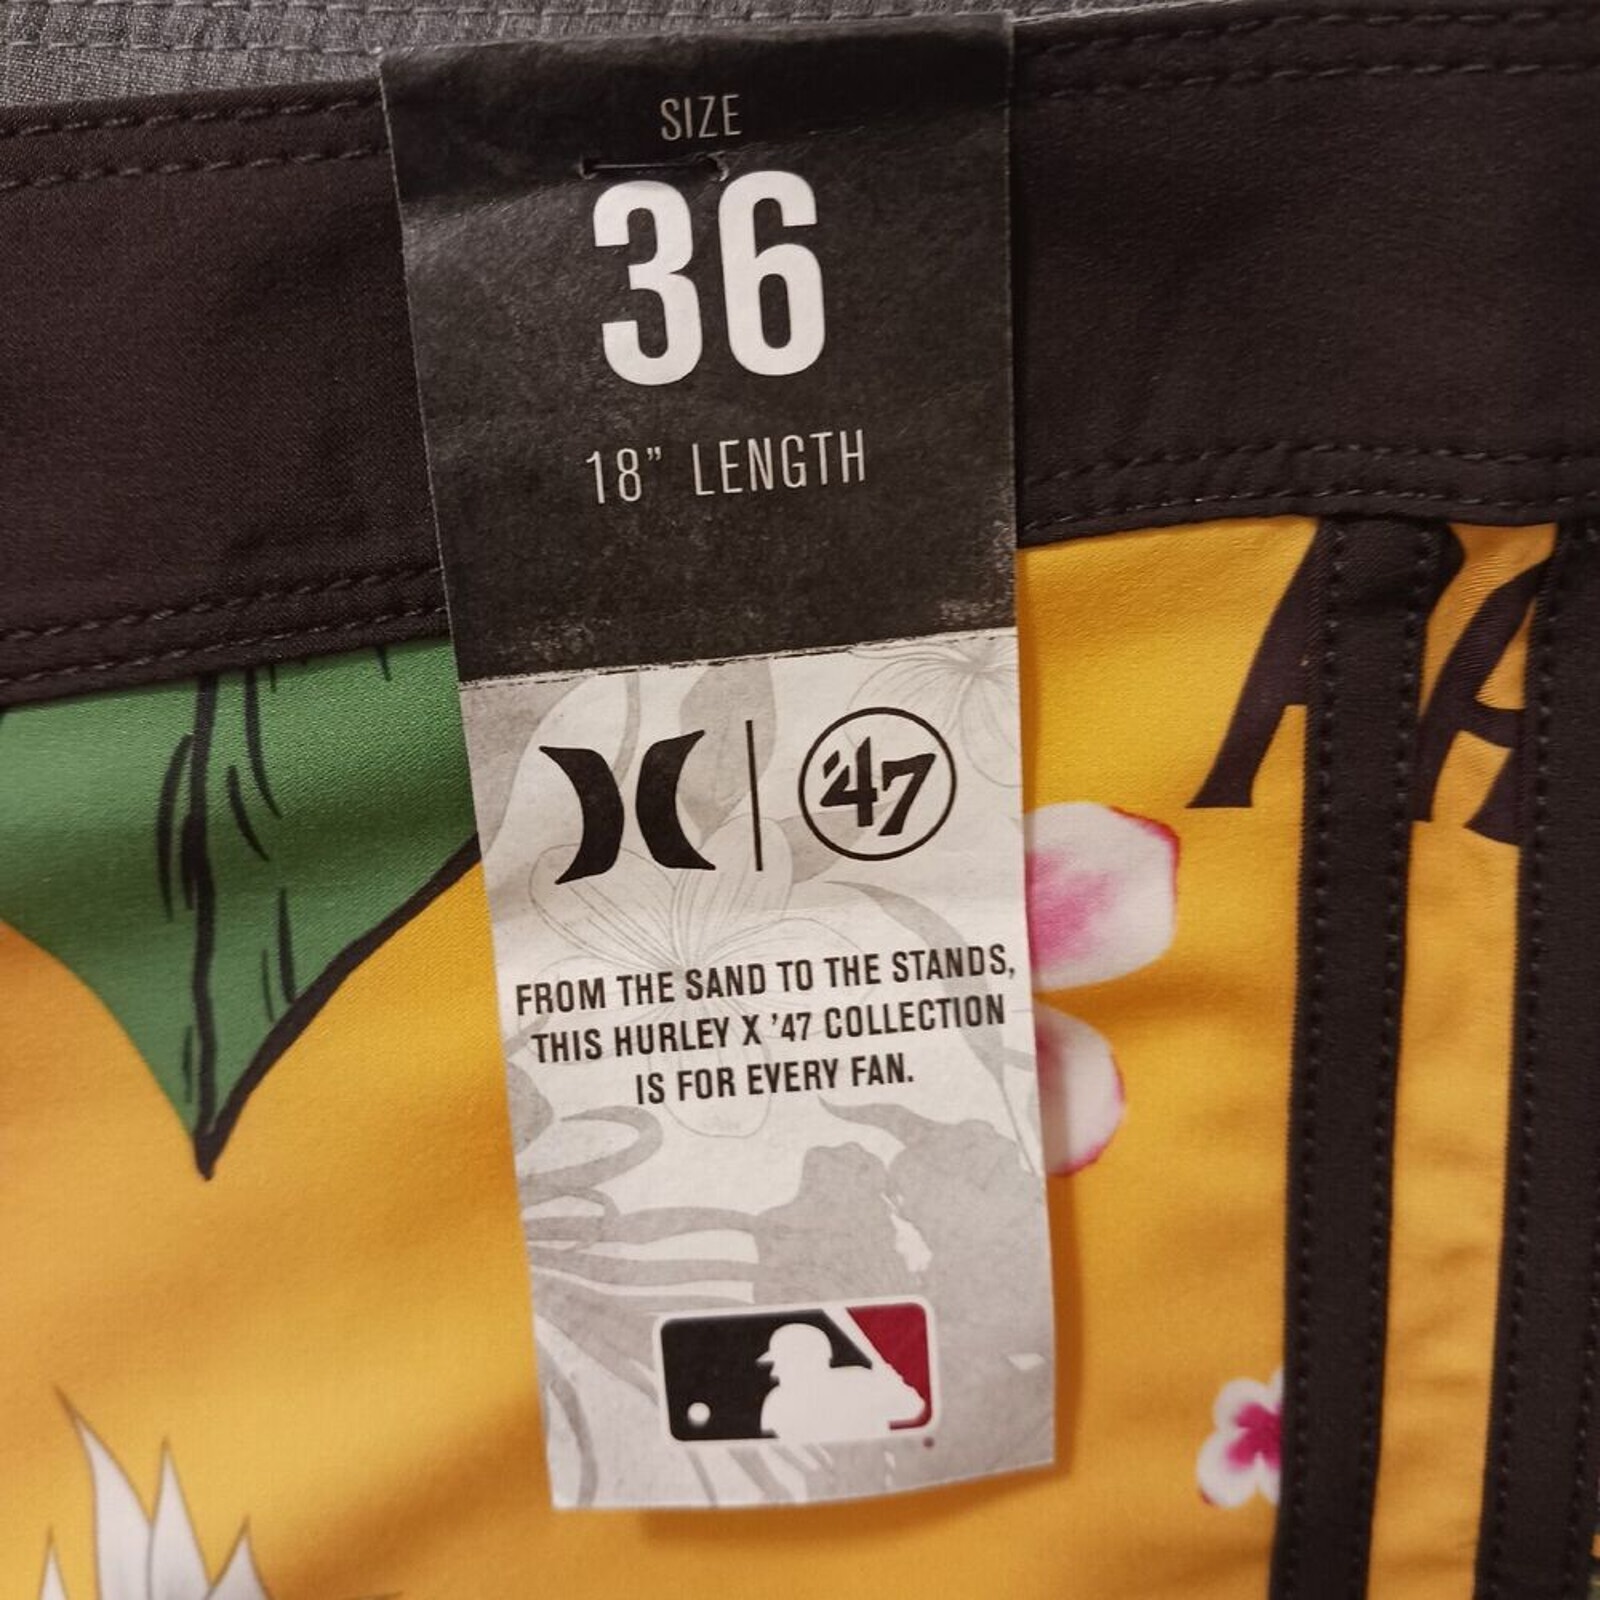 SIZE
36
18” LENGTH
'47
FROM THE SAND TO THE STANDS,
THIS HURLEY X '47 COLLECTION
IS FOR EVERY FAN.